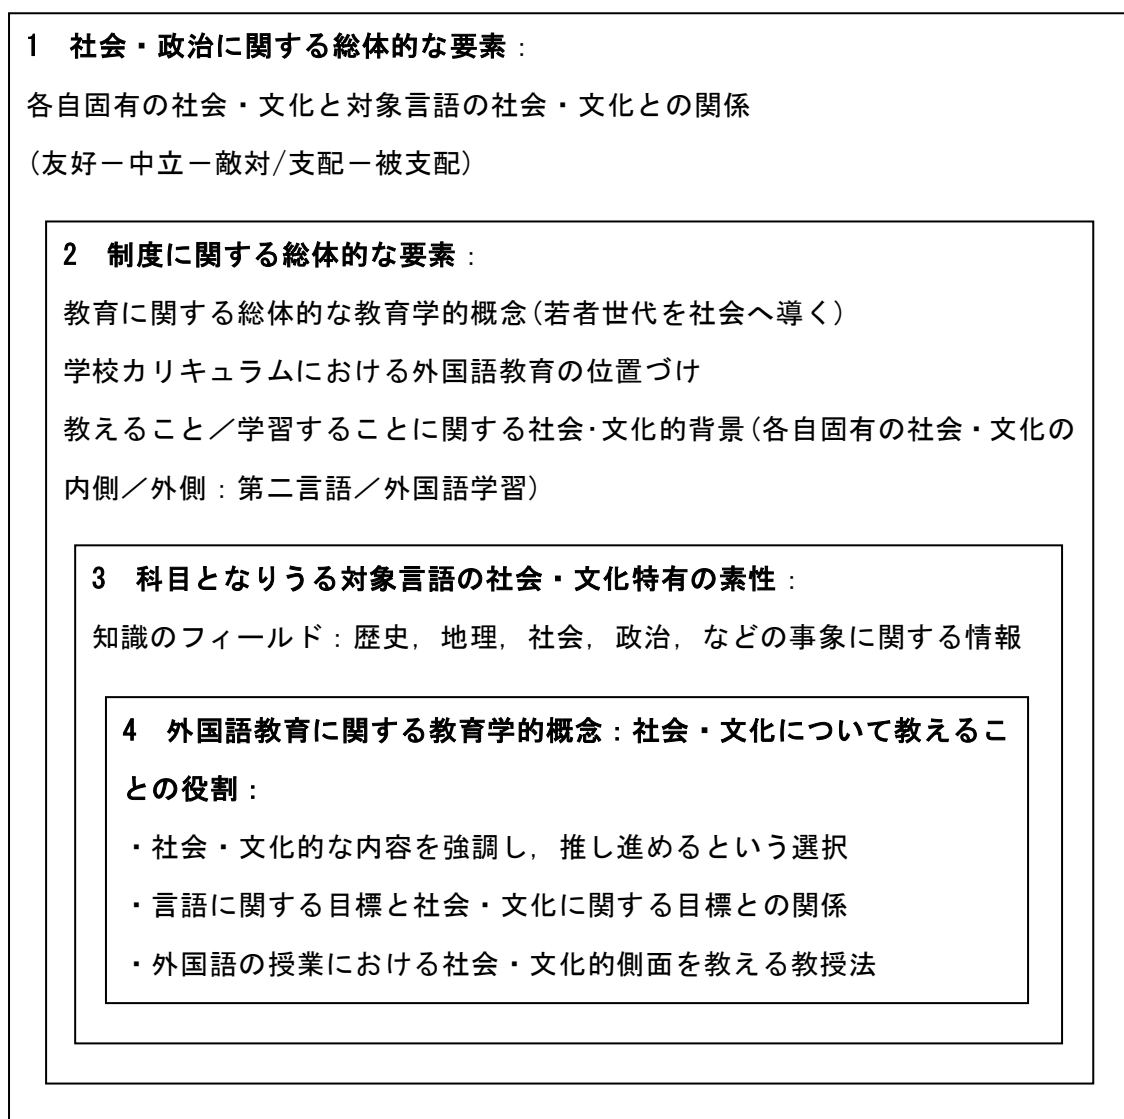 1　社会・政治に関する総体的な要素：
各自固有の社会・文化と対象言語の社会・文化との関係
(友好－中立－敵対/支配－被支配)
2　制度に関する総体的な要素：
教育に関する総体的な教育学的概念(若者世代を社会へ導く)
学校カリキュラムにおける外国語教育の位置づけ
教えること／学習することに関する社会・文化的背景(各自固有の社会・文化の
内側／外側：第二言語／外国語学習)
3　科目となりうる対象言語の社会・文化特有の素性：
知識のフィールド：歴史，地理，社会，政治，などの事象に関する情報
4　外国語教育に関する教育学的概念：社会・文化について教えるこ
との役割：
・社会・文化的な内容を強調し，推し進めるという選択
・言語に関する目標と社会・文化に関する目標との関係
・外国語の授業における社会・文化的側面を教える教授法